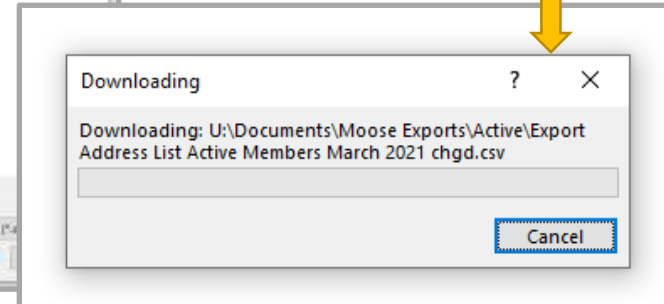 Downloading ? ×
Downloading: U:\Documents\Moose Exports\Active\Export
Address List Active Members March 2021 chgd.csv
Cancel